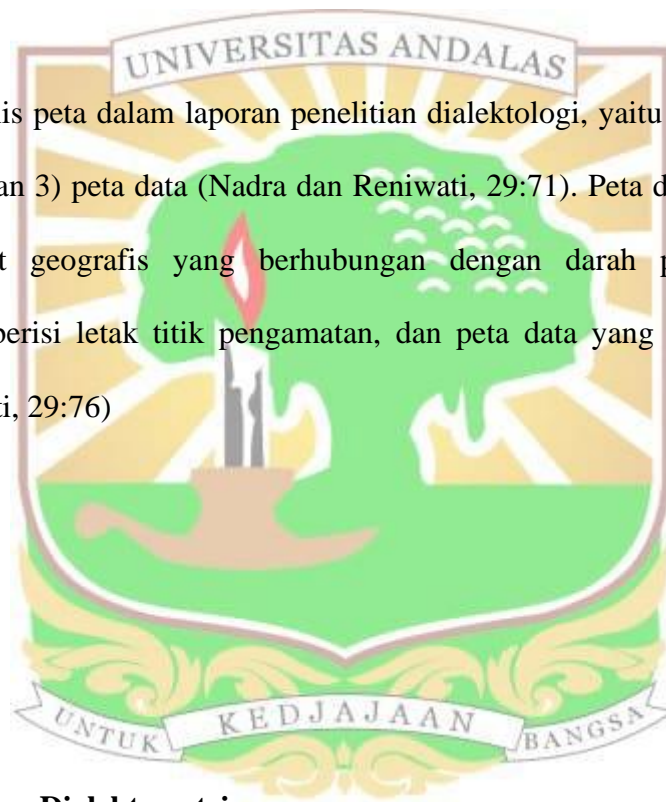 UNIVERSITAS ANDALAS
is peta dalam laporan penelitian dialektologi, yaitu
an 3) peta data (Nadra dan Reniwati, 29:71). Peta d
t geografis yang berhubungan dengan darah p
berisi letak titik pengamatan, dan peta data yang
ti, 29:76)
UNTUK KEDJAJAAN BANGSA